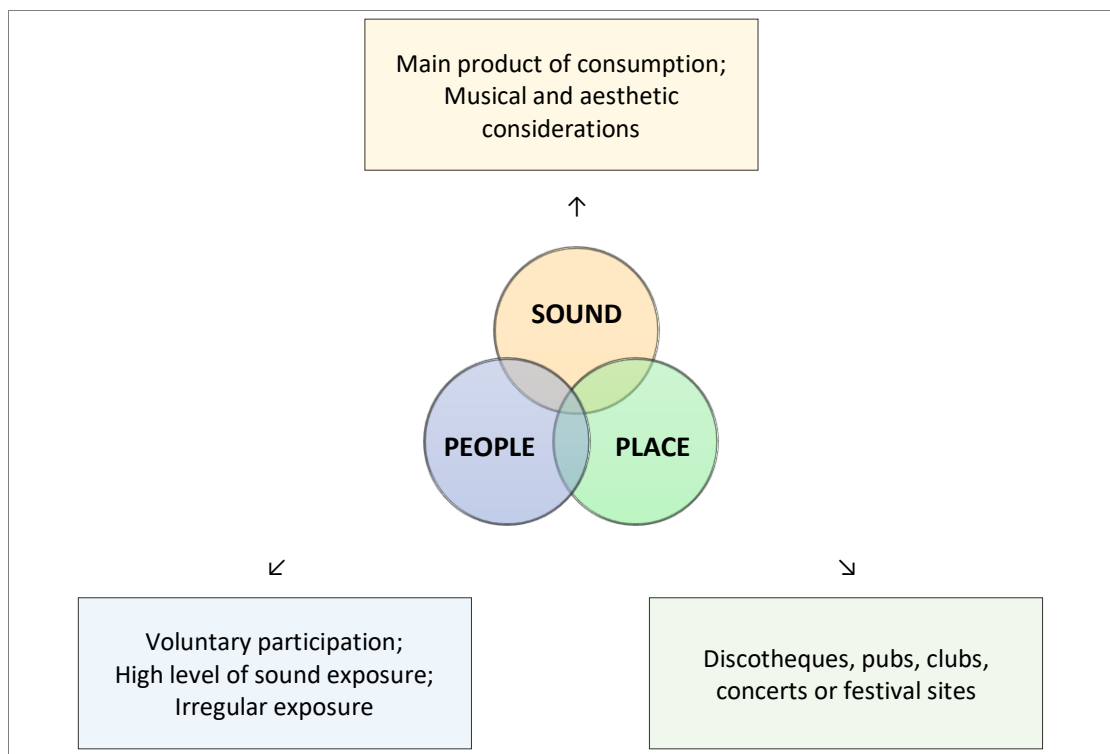 Main product of consumption;
Musical and aesthetic
considerations
↑
SOUND
PEOPLE
PLACE
↙
↘
Voluntary participation;
High level of sound exposure;
Irregular exposure
Discotheques, pubs, clubs,
concerts or festival sites